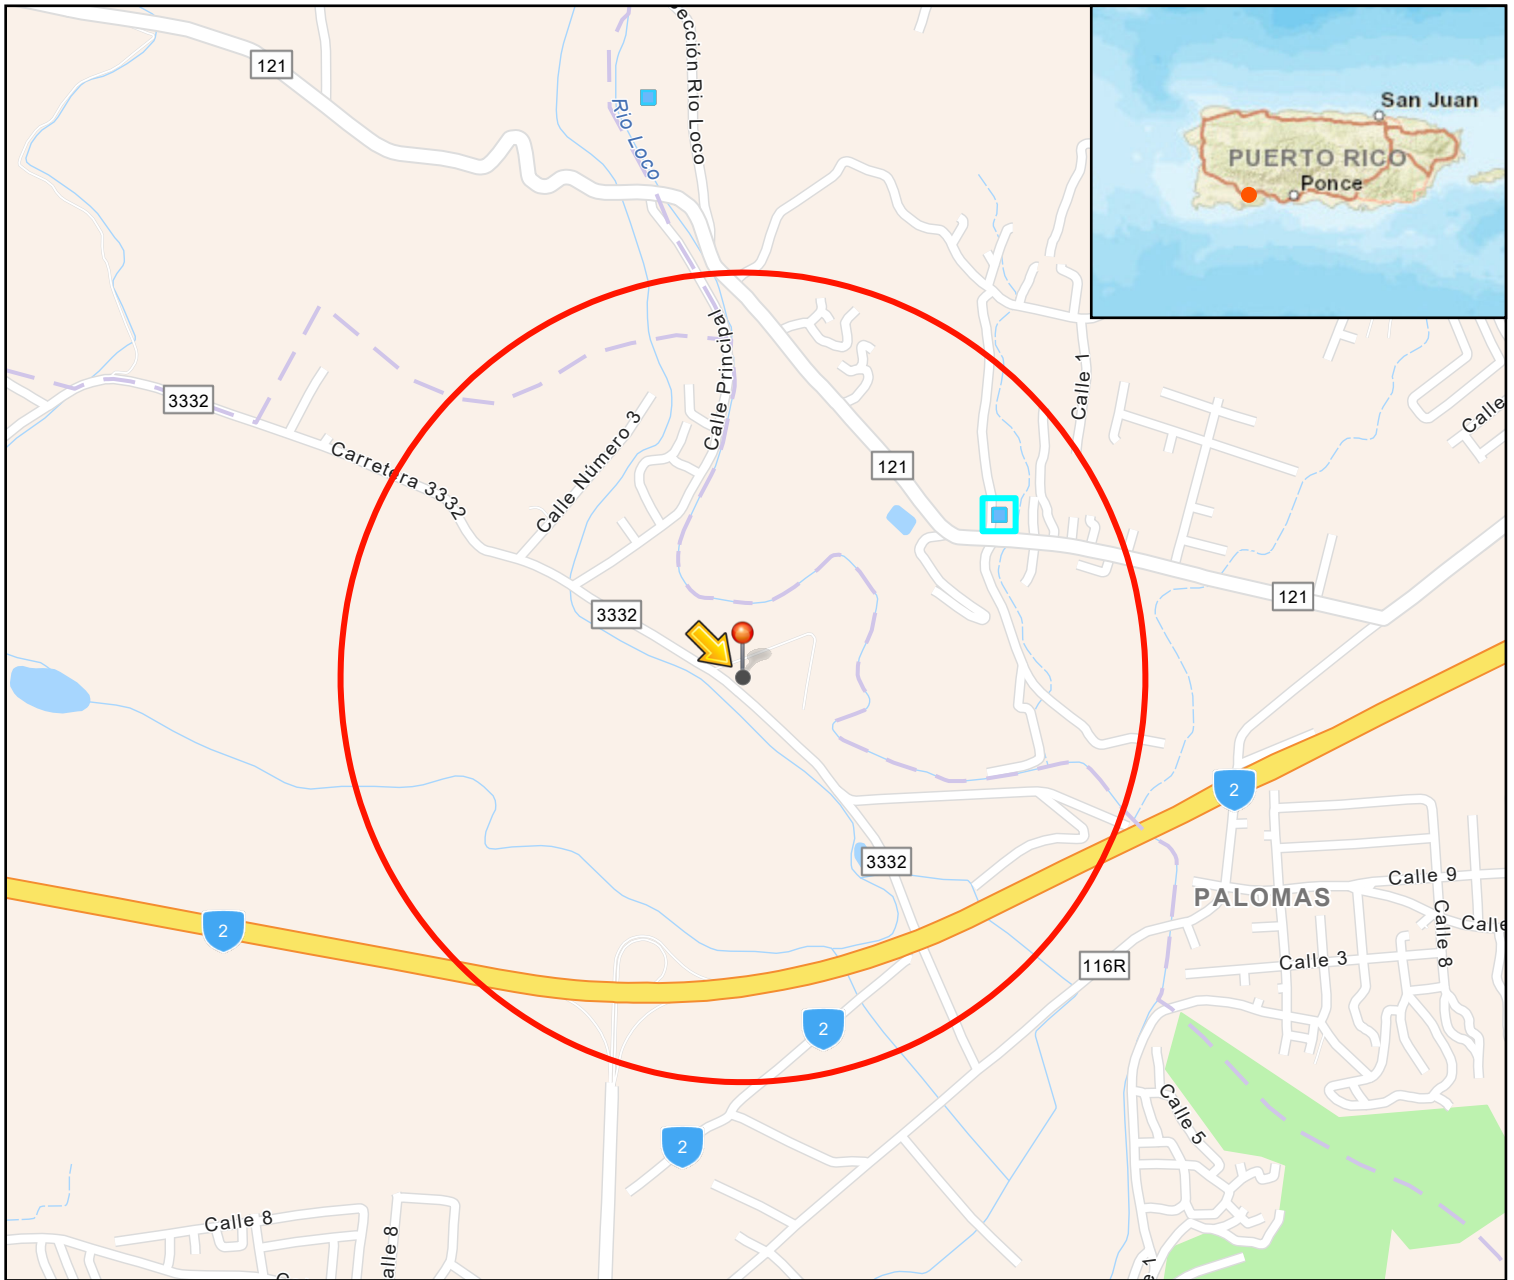 121
Sección Rio Loco
Rio Loco
San Juan
PUERTO RICO
Ponce
3332
Carretera 3332
Calle Número 3
Calle Principal
Calle 1
Calle
121
3332
121
2
3332
PALOMAS
Calle 9
Calle 8
Calle
2
116R
Calle 3
2
Calle 5
2
Calle 8
alle 8